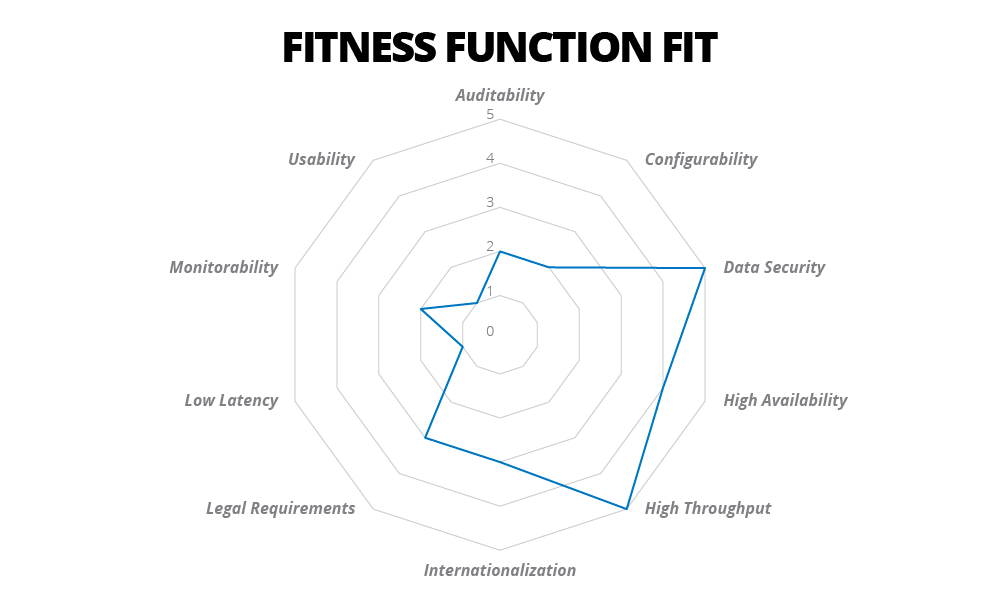 FITNESS FUNCTION FIT
Auditability
5
Usability
4
Configurability
3
2
Monitorability
Data Security
1
0
Low Latency
High Availability
Legal Requirements
High Throughput
Internationalization